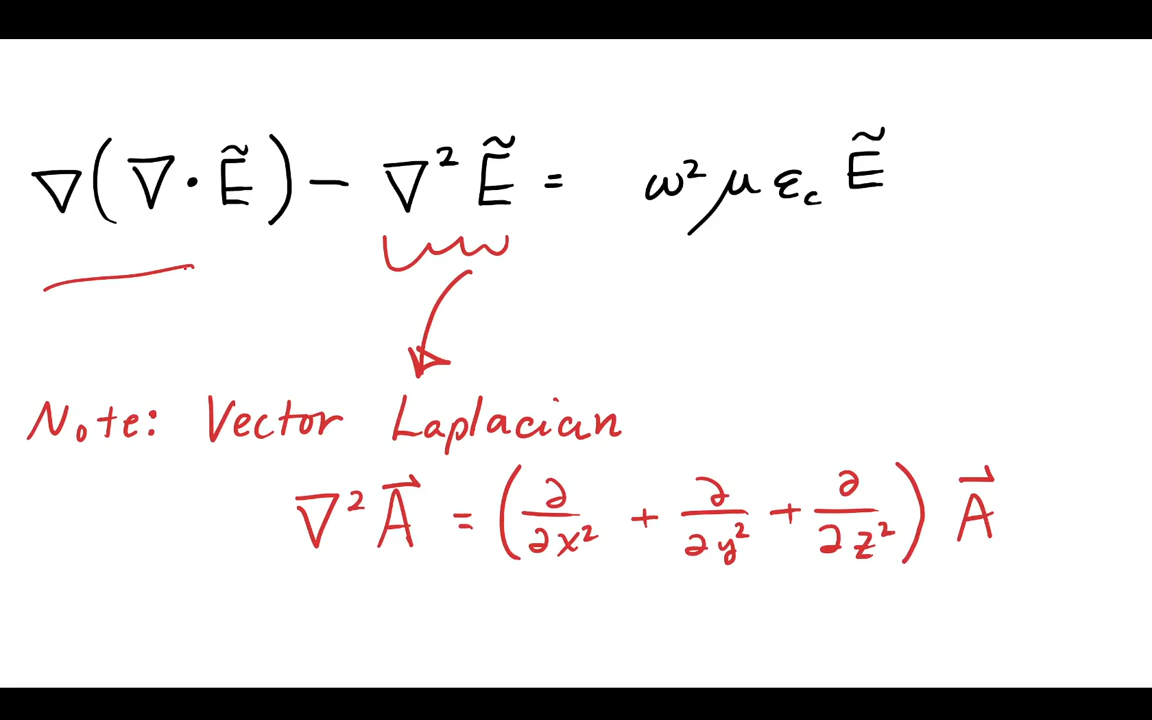 ∇(∇·Ẽ) − ∇²Ẽ = ω²με_c Ẽ
Note: Vector Laplacian
∇²A⃗ = (∂/∂x² + ∂/∂y² + ∂/∂z²) A⃗